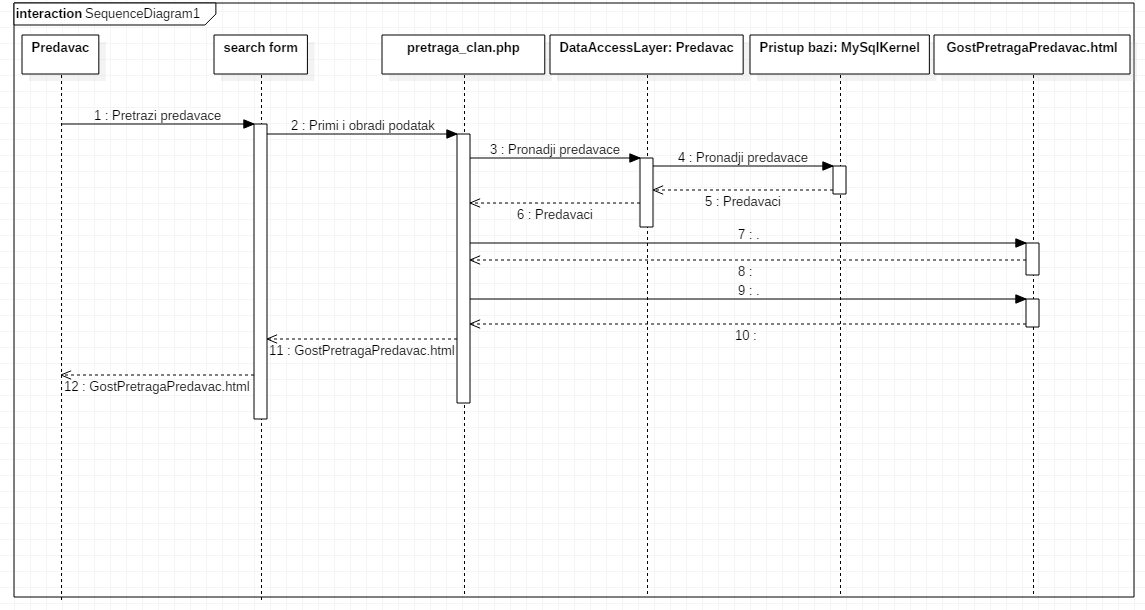 interaction SequenceDiagram1
Predavac
search form
pretraga_clan.php
DataAccessLayer: Predavac
Pristup bazi: MySqlKernel
GostPretragaPredavac.html
1 : Pretrazi predavace
2 : Primi i obradi podatak
3 : Pronadji predavace
4 : Pronadji predavace
5 : Predavaci
6 : Predavaci
7 : .
8 :
9 : .
10 :
11 : GostPretragaPredavac.html
12 : GostPretragaPredavac.html